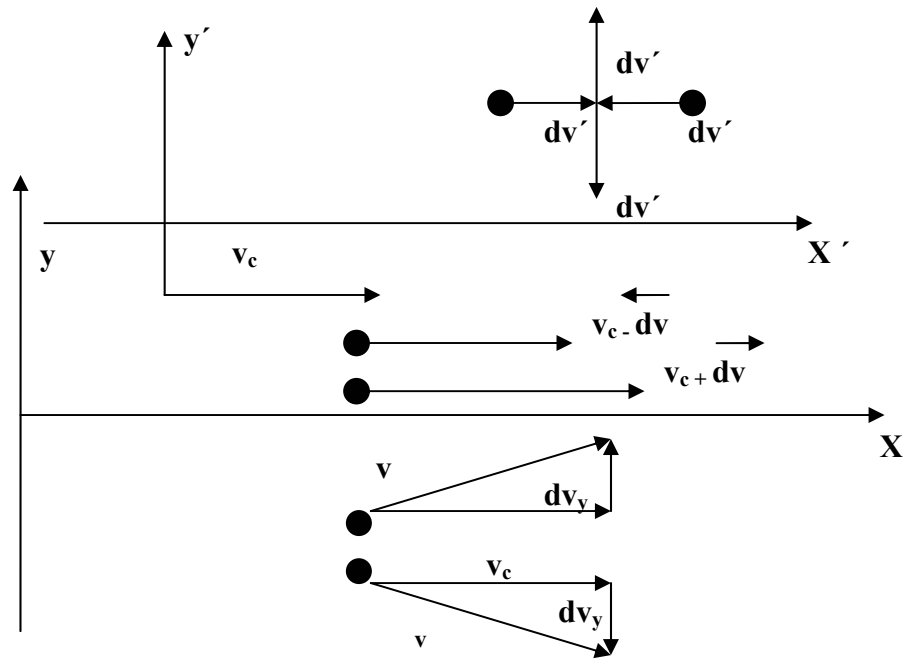 y´
dv´
dv´
dv´
dv´
y
v_c
X ´
v_c - dv
v_c + dv
X
v
dv_y
v_c
dv_y
v